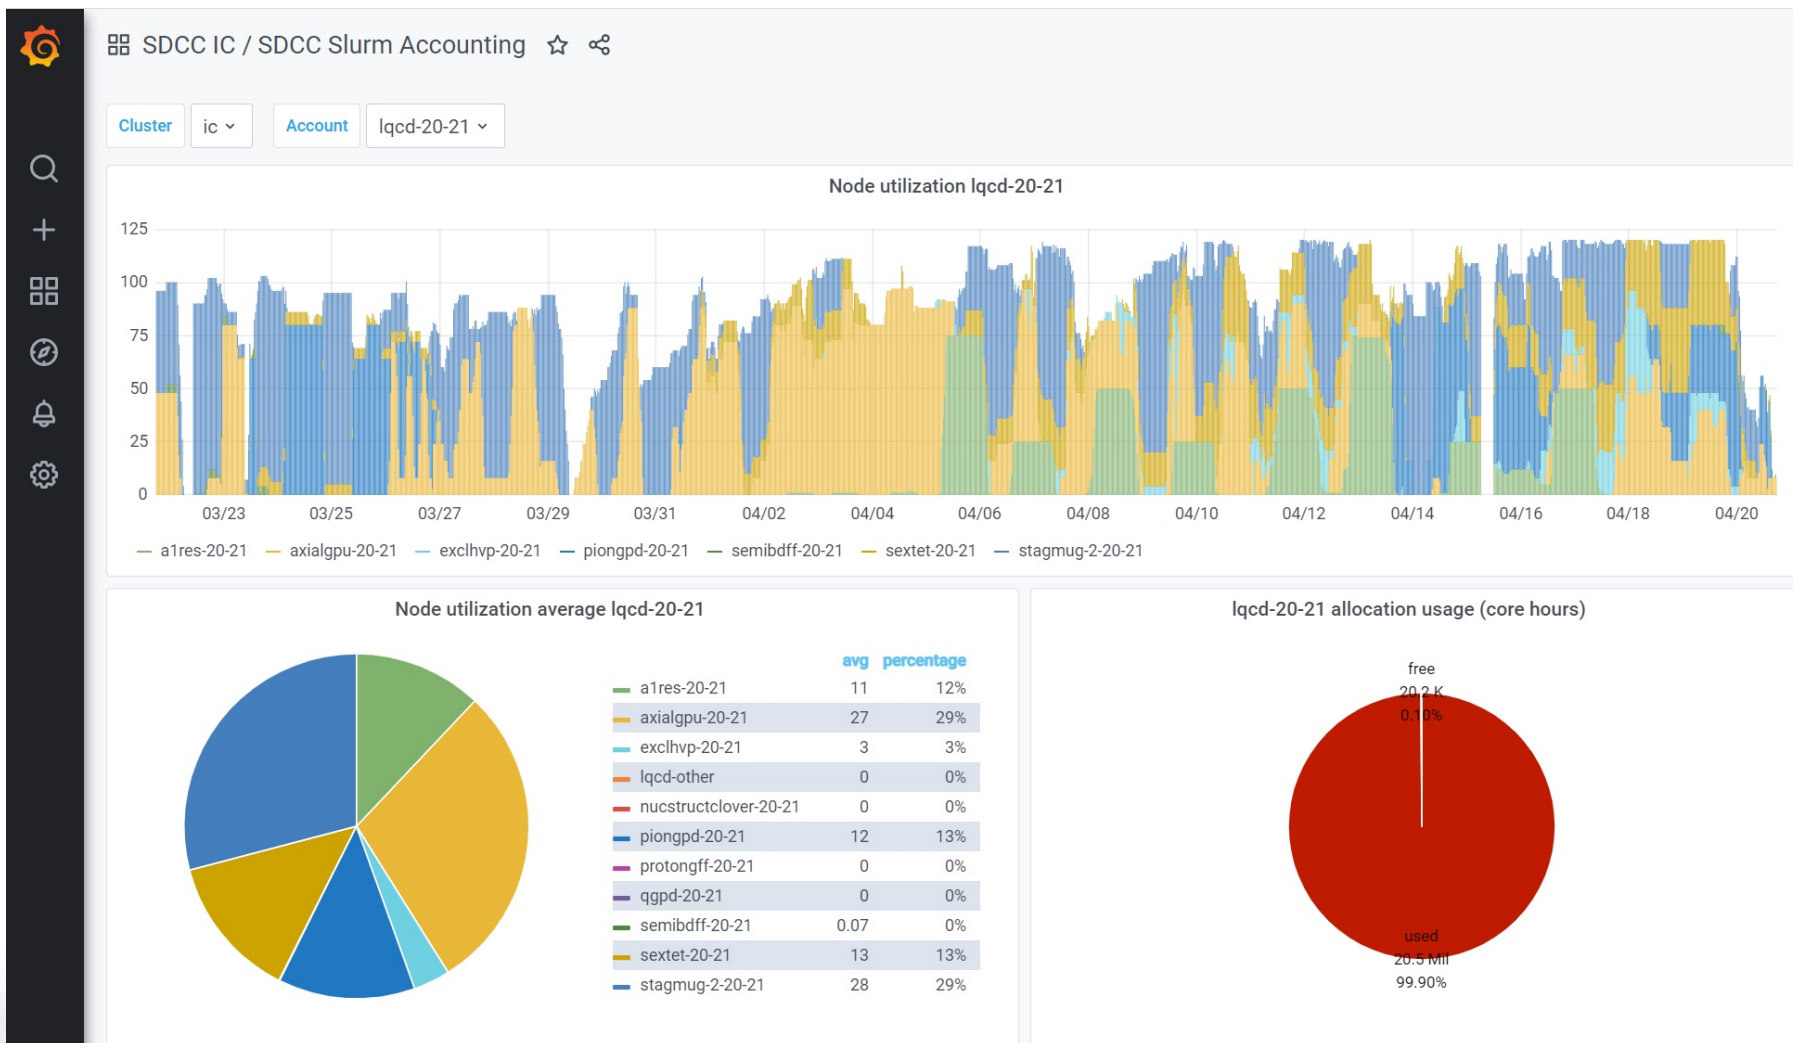 SDCC IC / SDCC Slurm Accounting
Cluster ic Account lqcd-20-21
Node utilization lqcd-20-21
125
100
75
50
25
0
03/23 03/25 03/27 03/29 03/31 04/02 04/04 04/06 04/08 04/10 04/12 04/14 04/16 04/18 04/20
a1res-20-21 axialgpu-20-21 exclhvp-20-21 piongpd-20-21 semibdff-20-21 sextet-20-21 stagmug-2-20-21
Node utilization average lqcd-20-21
avg percentage
a1res-20-21 11 12%
axialgpu-20-21 27 29%
exclhvp-20-21 3 3%
lqcd-other 0 0%
nucstructclover-20-21 0 0%
piongpd-20-21 12 13%
protongff-20-21 0 0%
qgpd-20-21 0 0%
semibdff-20-21 0.07 0%
sextet-20-21 13 13%
stagmug-2-20-21 28 29%
lqcd-20-21 allocation usage (core hours)
free
20.2 K
0.10%
used
20.5 Mil
99.90%